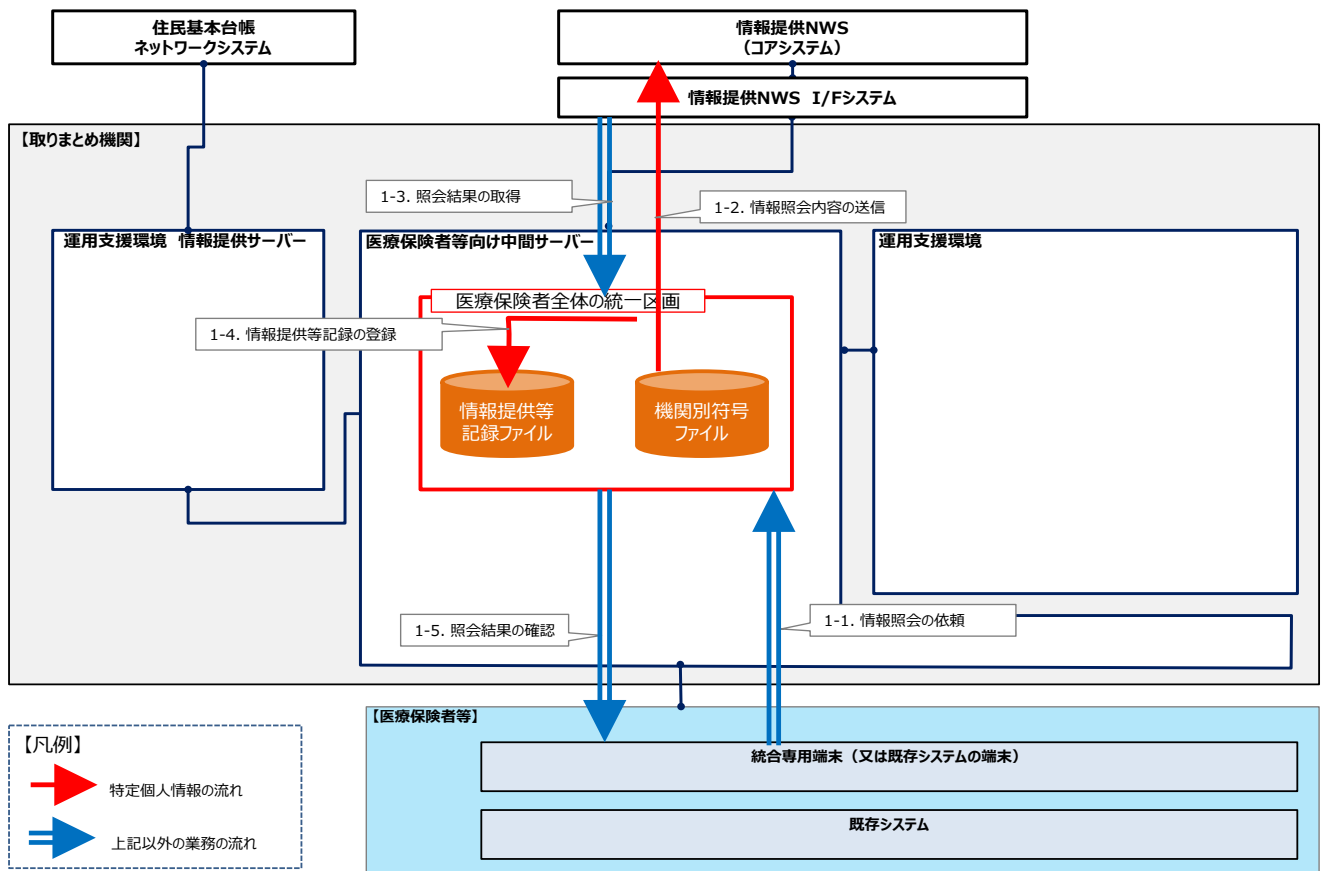 住民基本台帳
ネットワークシステム
情報提供NWS
（コアシステム）
情報提供NWS I/Fシステム
【取りまとめ機関】
1-3. 照会結果の取得
1-2. 情報照会内容の送信
運用支援環境 情報提供サーバー
医療保険者等向け中間サーバー
運用支援環境
医療保険者全体の統一区画
1-4. 情報提供等記録の登録
情報提供等
記録ファイル
機関別符号
ファイル
1-5. 照会結果の確認
1-1. 情報照会の依頼
【医療保険者等】
統合専用端末（又は既存システムの端末）
既存システム
【凡例】
特定個人情報の流れ
上記以外の業務の流れ